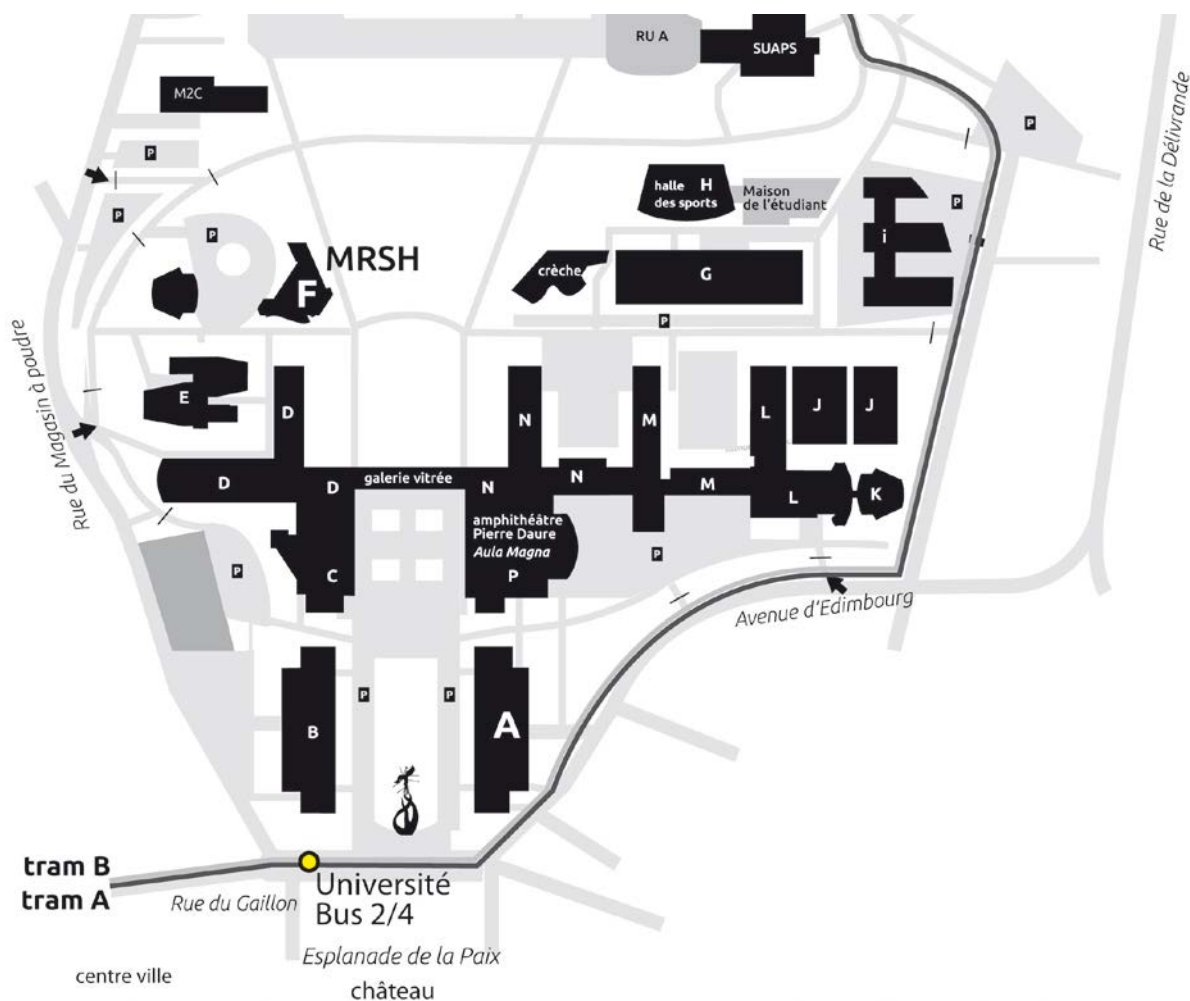 RU A
SUAPS
M2C
P
P
P
P
P
halle H
des sports
Maison
de l'étudiant
i
MRSH
F
crèche
G
P
Rue de la Délivrande
Rue du Magasin à poudre
E
D
N
M
L
J
J
D
D
galerie vitrée
N
N
M
L
K
amphithéâtre
Pierre Daure
Aula Magna
P
C
P
P
Avenue d'Edimbourg
B
P
P
A
tram B
tram A
Rue du Gaillon
Université
Bus 2/4
Esplanade de la Paix
centre ville
château